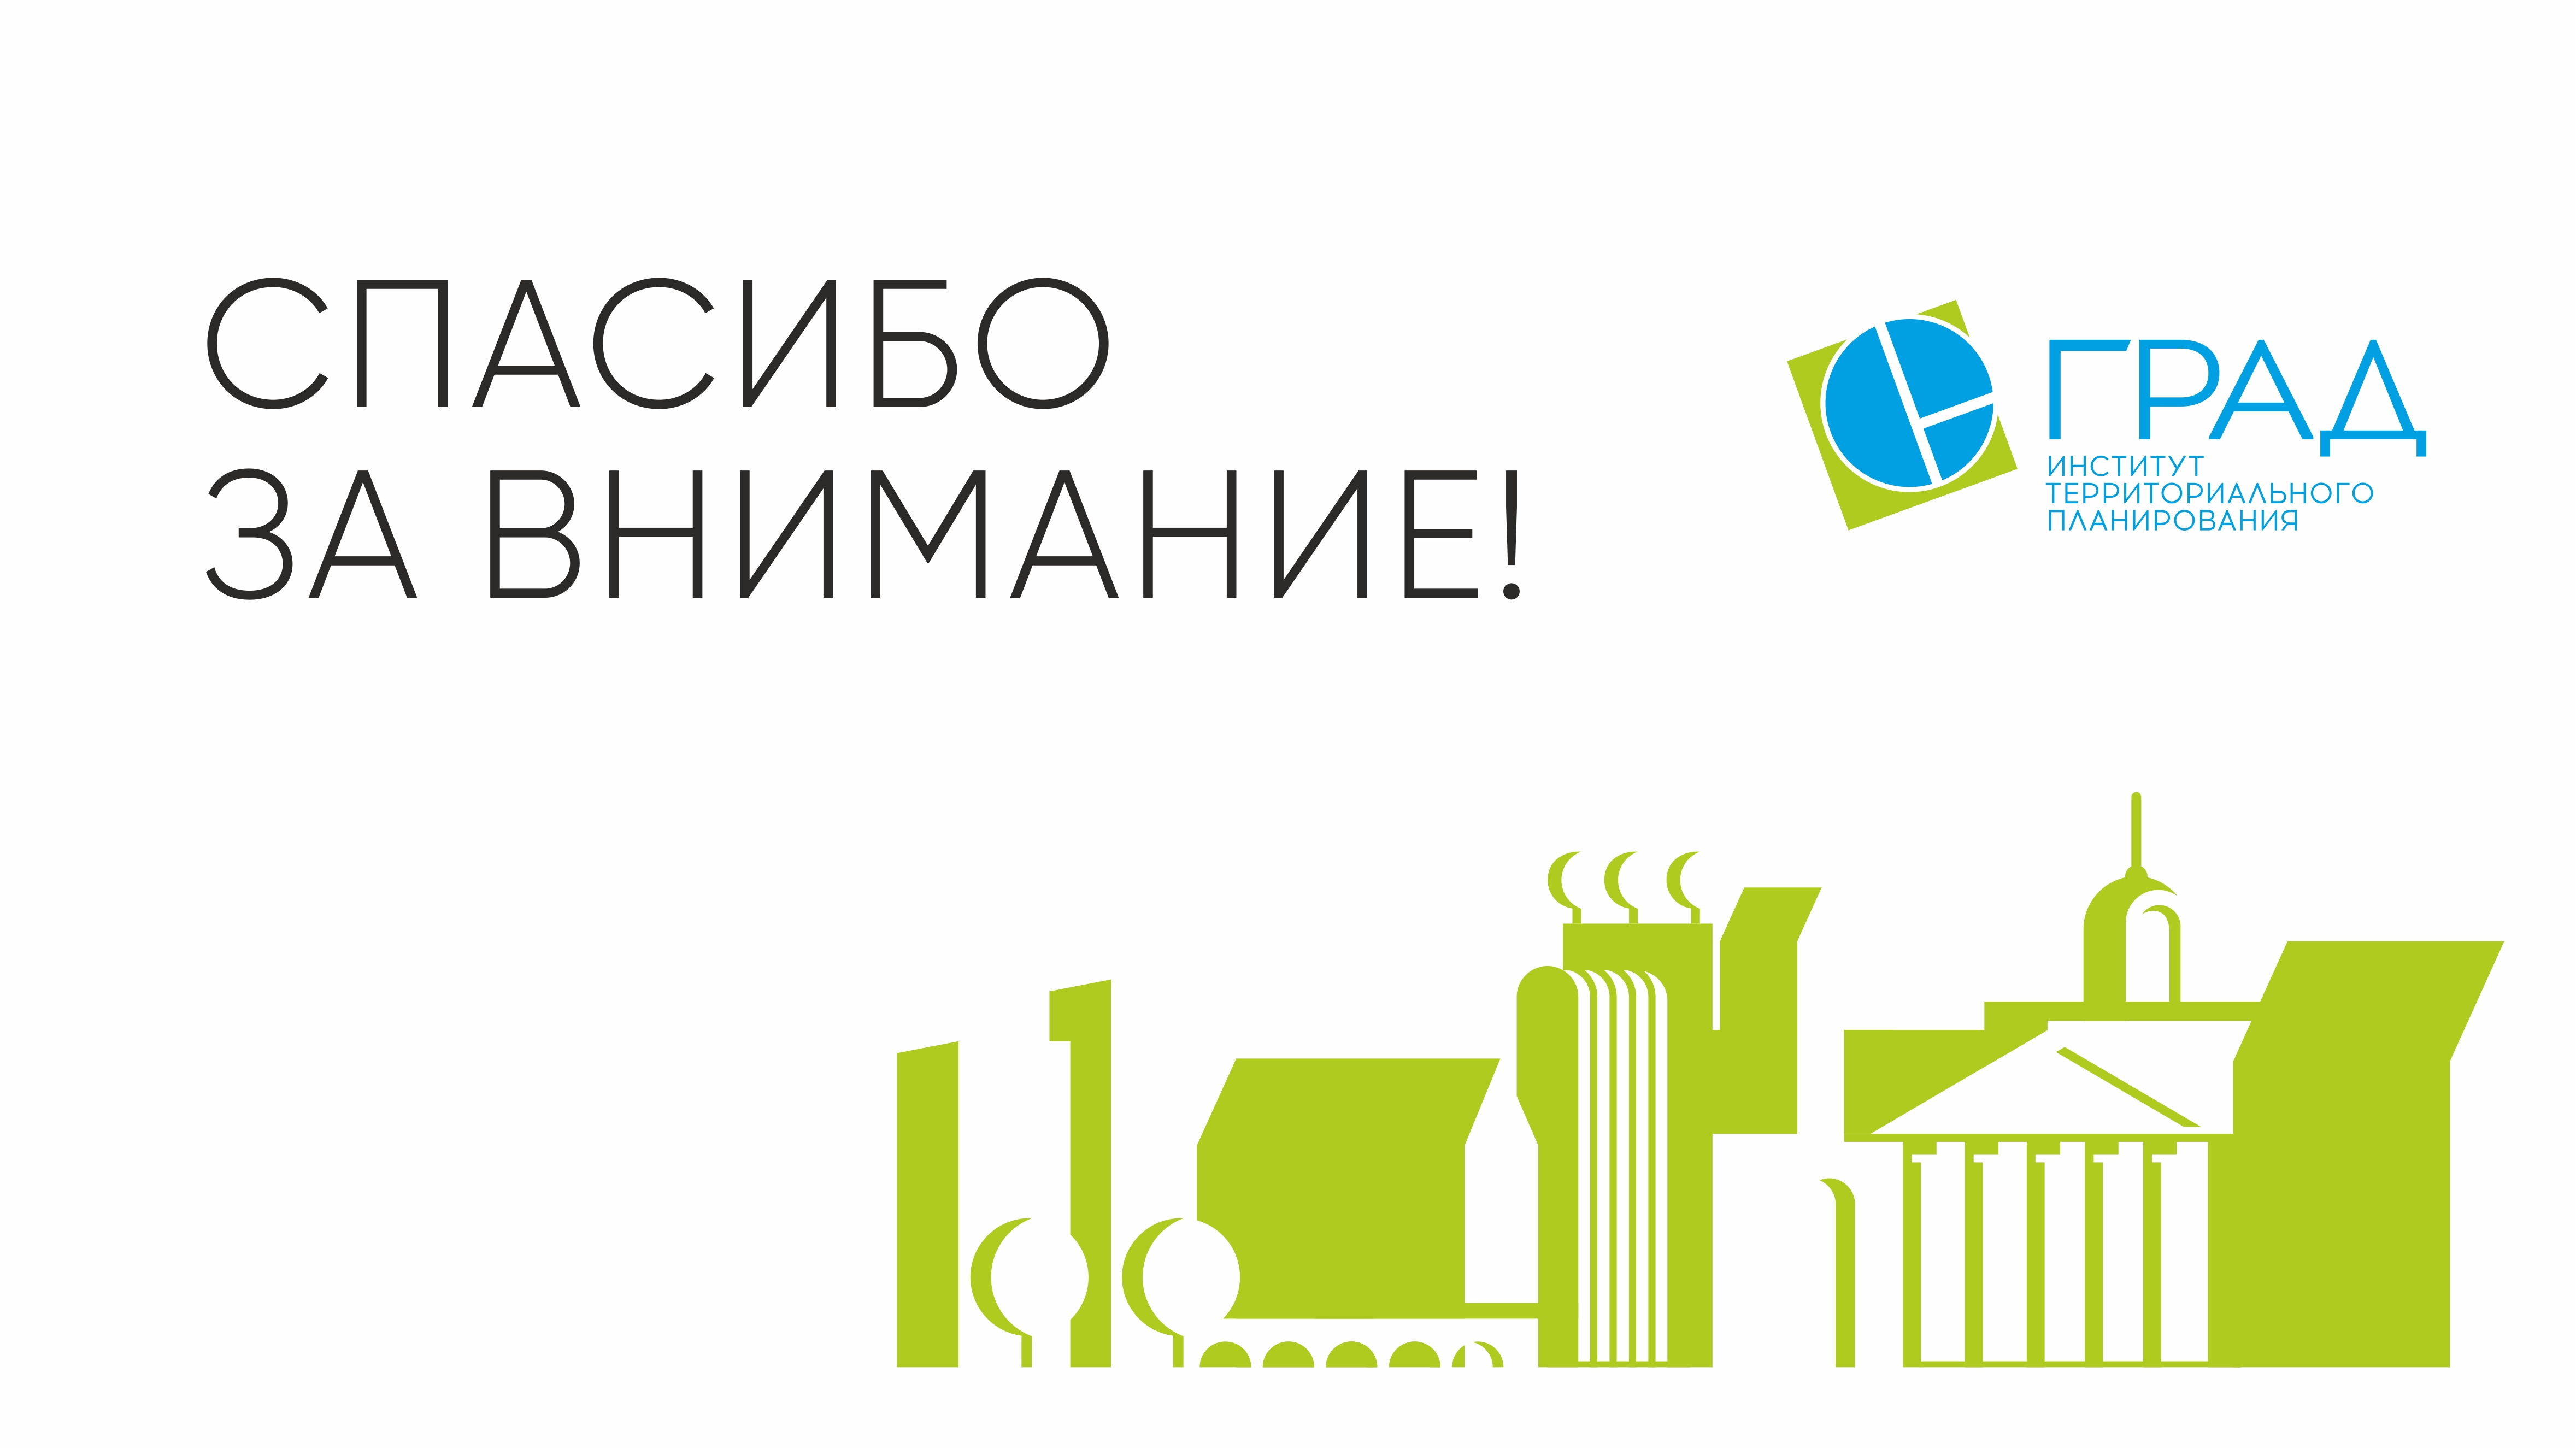 СПАСИБО
ЗА ВНИМАНИЕ!
ГРАД
ИНСТИТУТ
ТЕРРИТОРИАЛЬНОГО
ПЛАНИРОВАНИЯ